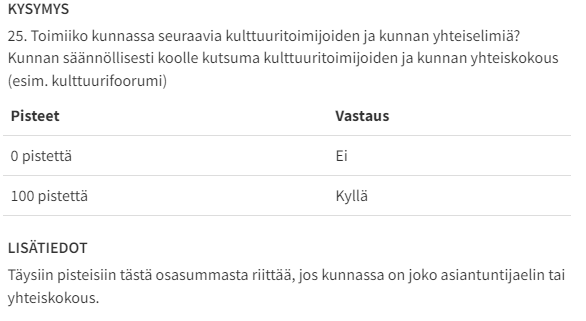 KYSYMYS
25. Toimiiko kunnassa seuraavia kulttuuritoimijoiden ja kunnan yhteiselimiä?
Kunnan säännöllisesti koolle kutsuma kulttuuritoimijoiden ja kunnan yhteiskokous
(esim. kulttuurifoorumi)
Pisteet Vastaus
0 pistettä Ei
100 pistettä Kyllä
LISÄTIEDOT
Täysiin pisteisiin tästä osasummasta riittää, jos kunnassa on joko asiantuntijaelin tai
yhteiskokous.